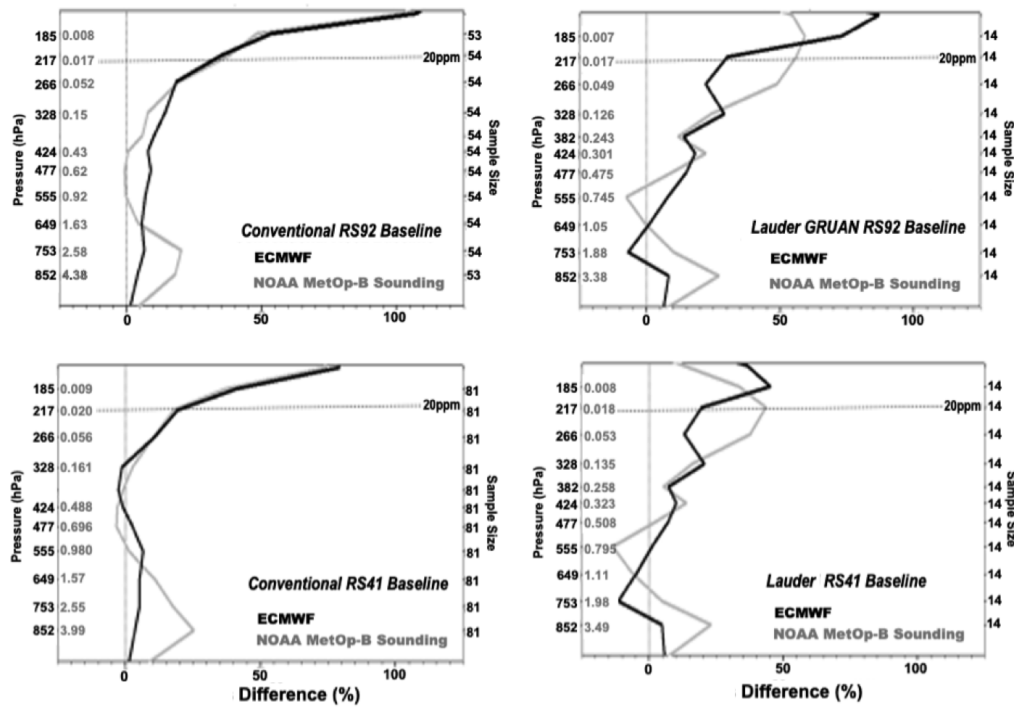 185 0.008 53
217 0.017 20ppm 54
266 0.052 54
328 0.15 54
54
424 0.43 54
477 0.62 54
555 0.92 54
649 1.63 54
753 2.58 54
852 4.38 53
Pressure (hPa)
Sample Size
Conventional RS92 Baseline
ECMWF
NOAA MetOp-B Sounding
0 50 100
185 0.007 14
217 0.017 20ppm 14
266 0.049 14
328 0.126 14
382 0.243 14
424 0.301 14
477 0.475 14
555 0.745 14
649 1.05 14
753 1.88 14
852 3.38 14
Pressure (hPa)
Sample Size
Lauder GRUAN RS92 Baseline
ECMWF
NOAA MetOp-B Sounding
0 50 100
185 0.009 81
217 0.020 20ppm 81
266 0.056 81
328 0.161 81
81
424 0.488 81
477 0.696 81
555 0.980 81
649 1.57 81
753 2.55 81
852 3.99 81
Pressure (hPa)
Sample Size
Conventional RS41 Baseline
ECMWF
NOAA MetOp-B Sounding
0 50 100
Difference (%)
185 0.008 14
217 0.018 20ppm 14
266 0.053 14
328 0.135 14
382 0.258 14
424 0.323 14
477 0.508 14
555 0.795 14
649 1.11 14
753 1.98 14
852 3.49 14
Pressure (hPa)
Sample Size
Lauder RS41 Baseline
ECMWF
NOAA MetOp-B Sounding
0 50 100
Difference (%)